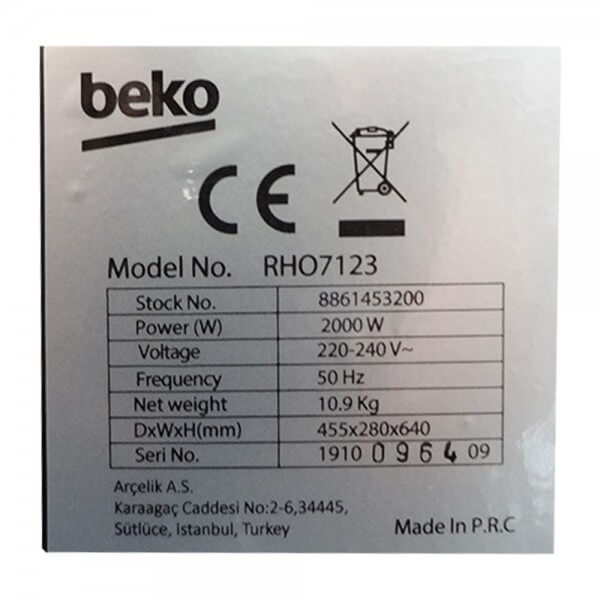 beko
CE
Model No. RHO7123
Stock No. 8861453200
Power (W) 2000 W
Voltage 220-240 V~
Frequency 50 Hz
Net weight 10.9 Kg
DxWxH(mm) 455x280x640
Seri No. 1910 0964 09
Arçelik A.S.
Karaagaç Caddesi No:2-6,34445,
Sütlüce, Istanbul, Turkey
Made In P.R.C